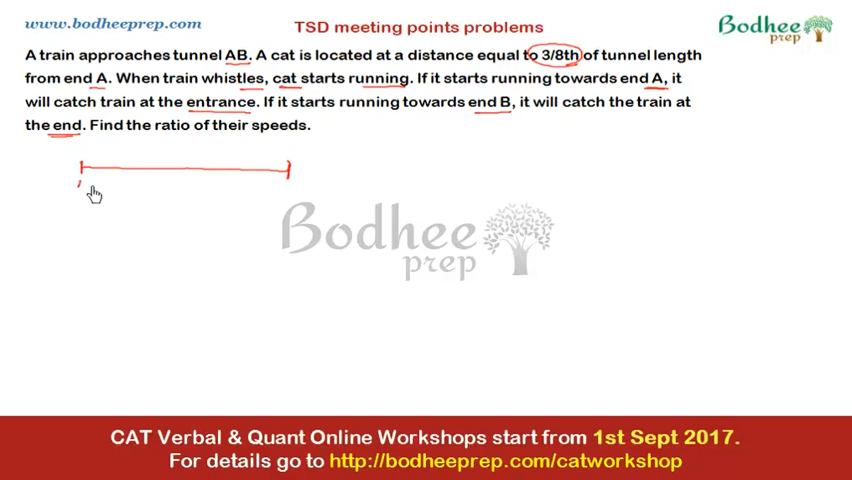 www.bodheeprep.com
TSD meeting points problems
Bodhee
prep
A train approaches tunnel AB. A cat is located at a distance equal to 3/8th of tunnel length
from end A. When train whistles, cat starts running. If it starts running towards end A, it
will catch train at the entrance. If it starts running towards end B, it will catch the train at
the end. Find the ratio of their speeds.
Bodhee
prep
CAT Verbal & Quant Online Workshops start from 1st Sept 2017.
For details go to http://bodheeprep.com/catworkshop